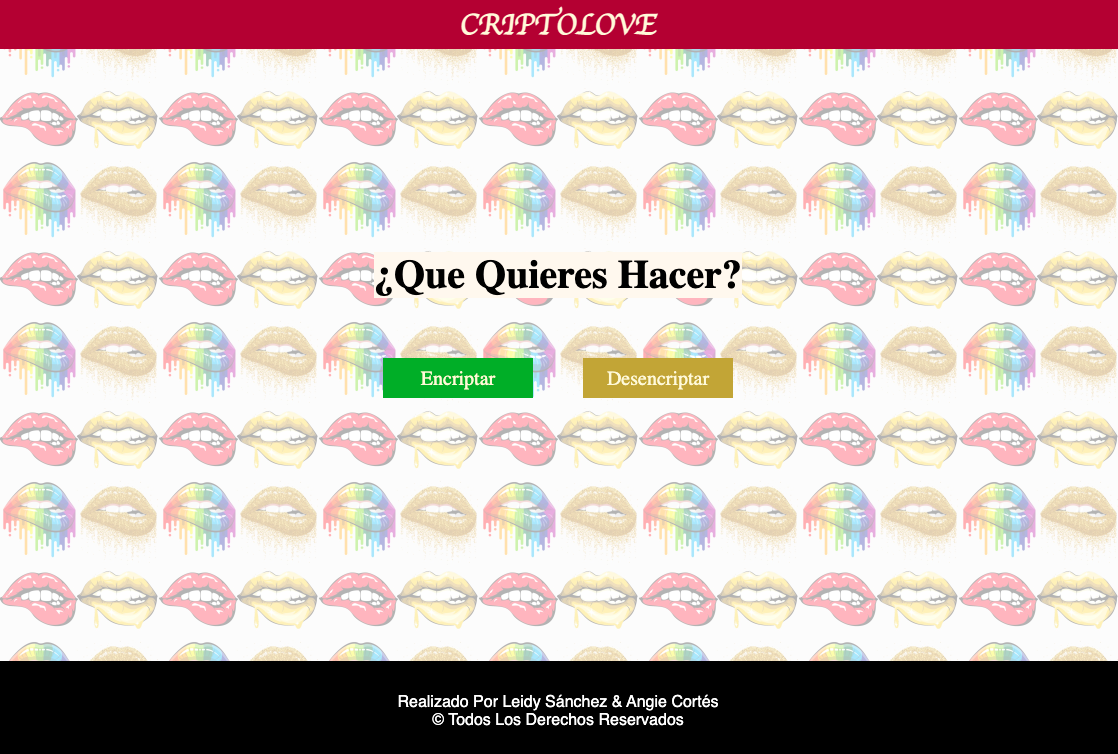 CRIPTOLOVE
¿Que Quieres Hacer?
Encriptar
Desencriptar
Realizado Por Leidy Sánchez & Angie Cortés
© Todos Los Derechos Reservados